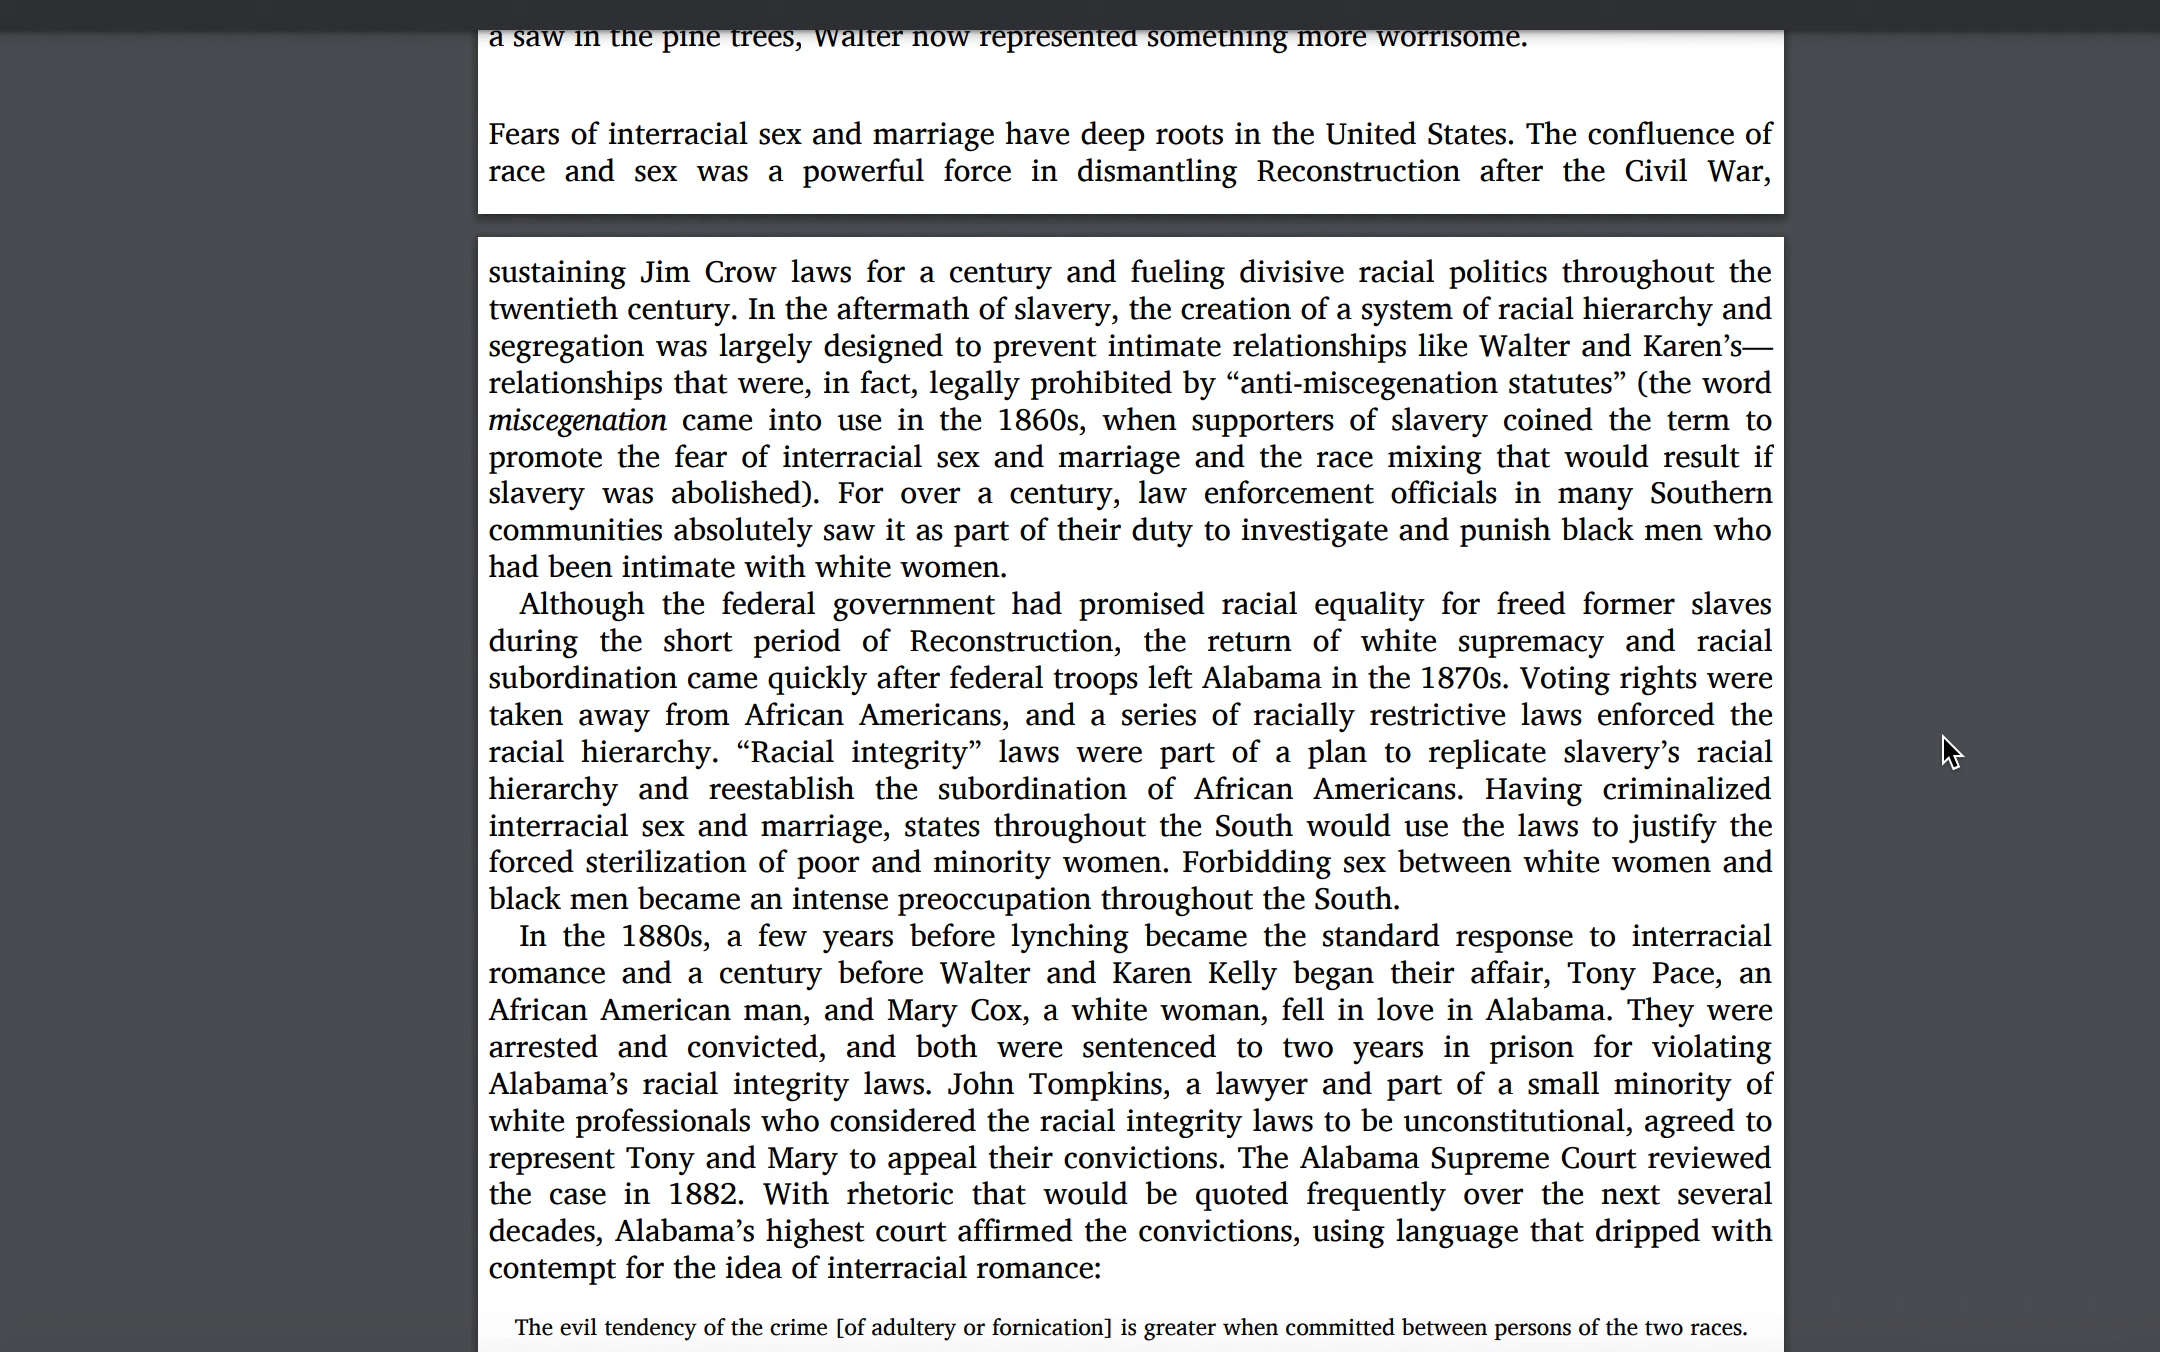 a saw in the pine trees, Walter now represented something more worrisome.
Fears of interracial sex and marriage have deep roots in the United States. The confluence of
race and sex was a powerful force in dismantling Reconstruction after the Civil War,
sustaining Jim Crow laws for a century and fueling divisive racial politics throughout the
twentieth century. In the aftermath of slavery, the creation of a system of racial hierarchy and
segregation was largely designed to prevent intimate relationships like Walter and Karen’s—
relationships that were, in fact, legally prohibited by “anti-miscegenation statutes” (the word
miscegenation came into use in the 1860s, when supporters of slavery coined the term to
promote the fear of interracial sex and marriage and the race mixing that would result if
slavery was abolished). For over a century, law enforcement officials in many Southern
communities absolutely saw it as part of their duty to investigate and punish black men who
had been intimate with white women.
Although the federal government had promised racial equality for freed former slaves
during the short period of Reconstruction, the return of white supremacy and racial
subordination came quickly after federal troops left Alabama in the 1870s. Voting rights were
taken away from African Americans, and a series of racially restrictive laws enforced the
racial hierarchy. “Racial integrity” laws were part of a plan to replicate slavery’s racial
hierarchy and reestablish the subordination of African Americans. Having criminalized
interracial sex and marriage, states throughout the South would use the laws to justify the
forced sterilization of poor and minority women. Forbidding sex between white women and
black men became an intense preoccupation throughout the South.
In the 1880s, a few years before lynching became the standard response to interracial
romance and a century before Walter and Karen Kelly began their affair, Tony Pace, an
African American man, and Mary Cox, a white woman, fell in love in Alabama. They were
arrested and convicted, and both were sentenced to two years in prison for violating
Alabama’s racial integrity laws. John Tompkins, a lawyer and part of a small minority of
white professionals who considered the racial integrity laws to be unconstitutional, agreed to
represent Tony and Mary to appeal their convictions. The Alabama Supreme Court reviewed
the case in 1882. With rhetoric that would be quoted frequently over the next several
decades, Alabama’s highest court affirmed the convictions, using language that dripped with
contempt for the idea of interracial romance:
The evil tendency of the crime [of adultery or fornication] is greater when committed between persons of the two races.